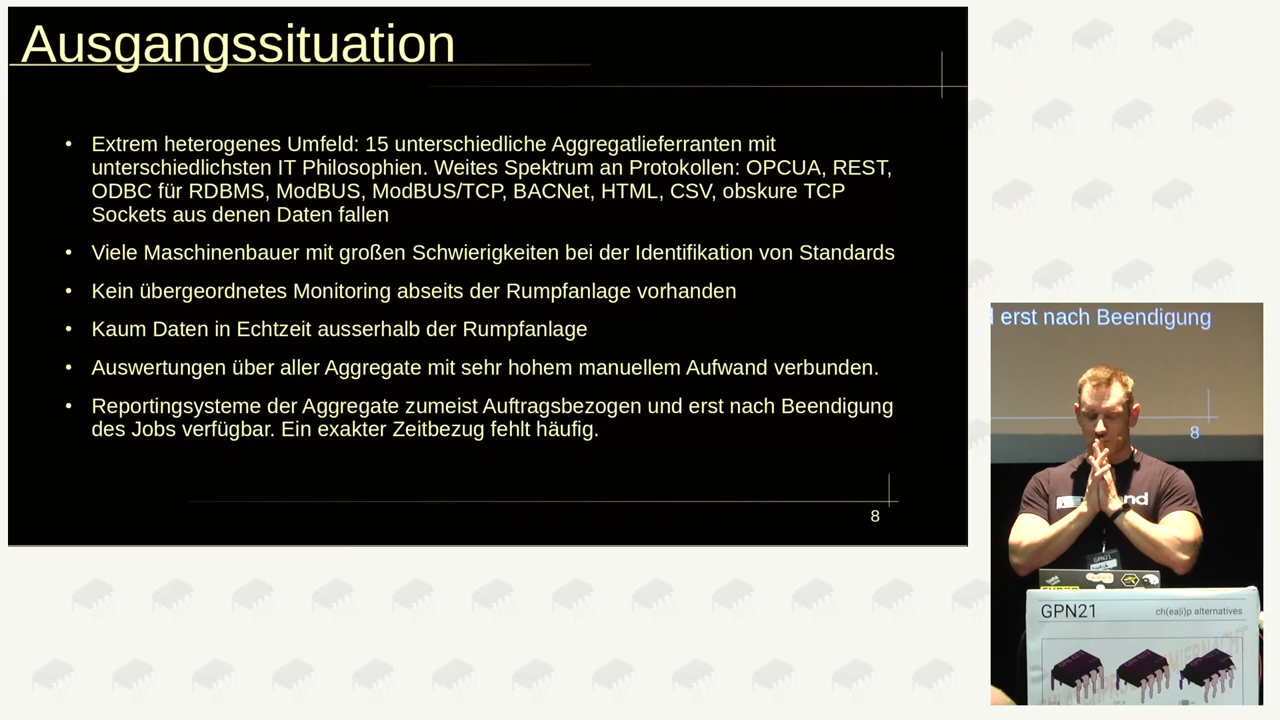 Ausgangssituation
• Extrem heterogenes Umfeld: 15 unterschiedliche Aggregatlieferranten mit
unterschiedlichsten IT Philosophien. Weites Spektrum an Protokollen: OPCUA, REST,
ODBC für RDBMS, ModBUS, ModBUS/TCP, BACNet, HTML, CSV, obskure TCP
Sockets aus denen Daten fallen
• Viele Maschinenbauer mit großen Schwierigkeiten bei der Identifikation von Standards
• Kein übergeordnetes Monitoring abseits der Rumpfanlage vorhanden
• Kaum Daten in Echtzeit ausserhalb der Rumpfanlage
• Auswertungen über aller Aggregate mit sehr hohem manuellem Aufwand verbunden.
• Reportingsysteme der Aggregate zumeist Auftragsbezogen und erst nach Beendigung
des Jobs verfügbar. Ein exakter Zeitbezug fehlt häufig.
8
erst nach Beendigung
8
GPN21
GPN21
ch(ea|i)p alternatives